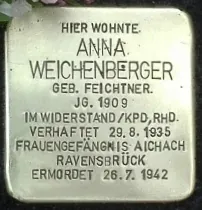 HIER WOHNTE
ANNA
WEICHENBERGER
GEB. FEICHTNER
JG. 1909
IM WIDERSTAND/KPD, RHD.
VERHAFTET 29.8.1935
FRAUENGEFÄNGNIS AICHACH
RAVENSBRÜCK
ERMORDET 26.7.1942